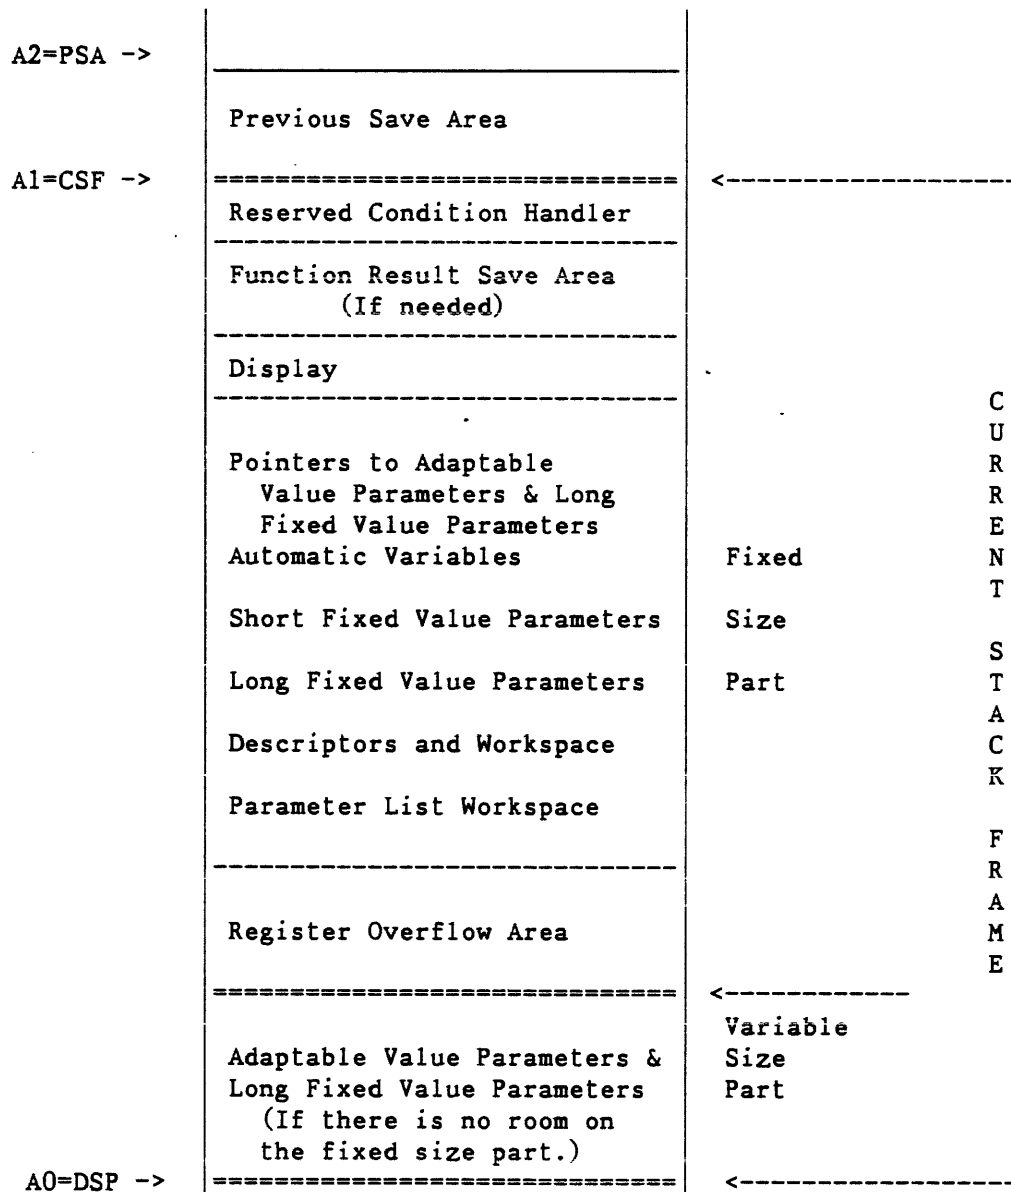 A2=PSA ->
Previous Save Area
A1=CSF ->
Reserved Condition Handler
Function Result Save Area
(If needed)
Display
Pointers to Adaptable
Value Parameters & Long
Fixed Value Parameters
Automatic Variables Fixed
Short Fixed Value Parameters Size
Long Fixed Value Parameters Part
Descriptors and Workspace
Parameter List Workspace
Register Overflow Area
Variable
Adaptable Value Parameters & Size
Long Fixed Value Parameters Part
(If there is no room on
the fixed size part.)
A0=DSP ->
CURRENT STACK FRAME